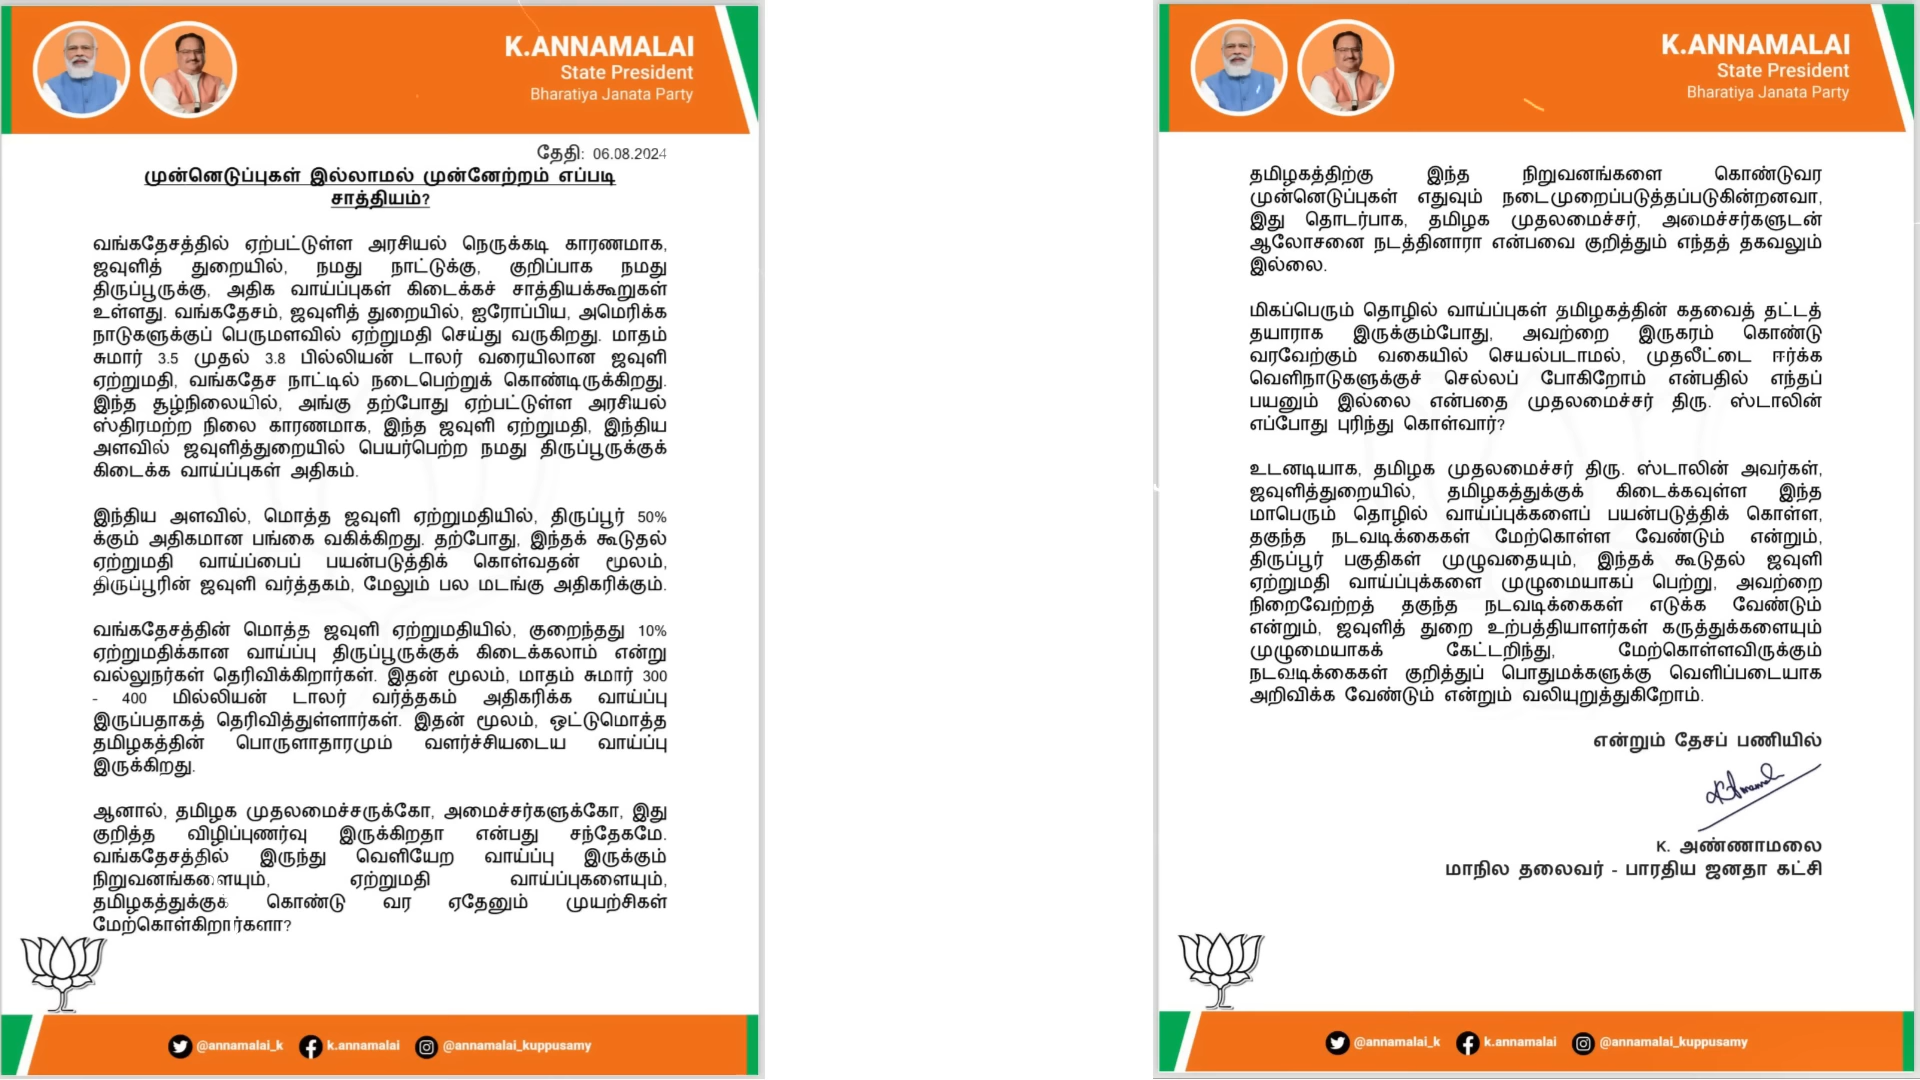 K.ANNAMALAI
State President
Bharatiya Janata Party
தேதி: 06.08.2024
முன்னெடுப்புகள் இல்லாமல் முன்னேற்றம் எப்படி
சாத்தியம்?
வங்கதேசத்தில் ஏற்பட்டுள்ள அரசியல் நெருக்கடி காரணமாக,
ஜவுளித் துறையில், நமது நாட்டுக்கு, குறிப்பாக நமது
திருப்பூருக்கு, அதிக வாய்ப்புகள் கிடைக்கச் சாத்தியக்கூறுகள்
உள்ளது. வங்கதேசம், ஜவுளித் துறையில், ஐரோப்பிய, அமெரிக்க
நாடுகளுக்குப் பெருமளவில் ஏற்றுமதி செய்து வருகிறது. மாதம்
சுமார் 3.5 முதல் 3.8 பில்லியன் டாலர் வரையிலான ஜவுளி
ஏற்றுமதி, வங்கதேச நாட்டில் நடைபெற்றுக் கொண்டிருக்கிறது.
இந்த சூழ்நிலையில், அங்கு தற்போது ஏற்பட்டுள்ள அரசியல்
ஸ்திரமற்ற நிலை காரணமாக, இந்த ஜவுளி ஏற்றுமதி, இந்திய
அளவில் ஜவுளித்துறையில் பெயர்பெற்ற நமது திருப்பூருக்குக்
கிடைக்க வாய்ப்புகள் அதிகம்.
இந்திய அளவில், மொத்த ஜவுளி ஏற்றுமதியில், திருப்பூர் 50%
க்கும் அதிகமான பங்கை வகிக்கிறது. தற்போது, இந்தக் கூடுதல்
ஏற்றுமதி வாய்ப்பைப் பயன்படுத்திக் கொள்வதன் மூலம்,
திருப்பூரின் ஜவுளி வர்த்தகம், மேலும் பல மடங்கு அதிகரிக்கும்.
வங்கதேசத்தின் மொத்த ஜவுளி ஏற்றுமதியில், குறைந்தது 10%
ஏற்றுமதிக்கான வாய்ப்பு திருப்பூருக்குக் கிடைக்கலாம் என்று
வல்லுநர்கள் தெரிவிக்கிறார்கள். இதன் மூலம், மாதம் சுமார் 300
- 400 மில்லியன் டாலர் வர்த்தகம் அதிகரிக்க வாய்ப்பு
இருப்பதாகத் தெரிவித்துள்ளார்கள். இதன் மூலம், ஒட்டுமொத்த
தமிழகத்தின் பொருளாதாரமும் வளர்ச்சியடைய வாய்ப்பு
இருக்கிறது.
ஆனால், தமிழக முதலமைச்சருக்கோ, அமைச்சர்களுக்கோ, இது
குறித்த விழிப்புணர்வு இருக்கிறதா என்பது சந்தேகமே.
வங்கதேசத்தில் இருந்து வெளியேற வாய்ப்பு இருக்கும்
நிறுவனங்களையும், ஏற்றுமதி வாய்ப்புகளையும்,
தமிழகத்துக்குக் கொண்டு வர ஏதேனும் முயற்சிகள்
மேற்கொள்கிறார்களா?
@annamalai_k k.annamalai @annamalai_kuppusamy
K.ANNAMALAI
State President
Bharatiya Janata Party
தமிழகத்திற்கு இந்த நிறுவனங்களை கொண்டுவர
முன்னெடுப்புகள் எதுவும் நடைமுறைப்படுத்தப்படுகின்றனவா,
இது தொடர்பாக, தமிழக முதலமைச்சர், அமைச்சர்களுடன்
ஆலோசனை நடத்தினாரா என்பவை குறித்தும் எந்தத் தகவலும்
இல்லை.
மிகப்பெரும் தொழில் வாய்ப்புகள் தமிழகத்தின் கதவைத் தட்டத்
தயாராக இருக்கும்போது, அவற்றை இருகரம் கொண்டு
வரவேற்கும் வகையில் செயல்படாமல், முதலீட்டை ஈர்க்க
வெளிநாடுகளுக்குச் செல்லப் போகிறோம் என்பதில் எந்தப்
பயனும் இல்லை என்பதை முதலமைச்சர் திரு. ஸ்டாலின்
எப்போது புரிந்து கொள்வார்?
உடனடியாக, தமிழக முதலமைச்சர் திரு. ஸ்டாலின் அவர்கள்,
ஜவுளித்துறையில், தமிழகத்துக்குக் கிடைக்கவுள்ள இந்த
மாபெரும் தொழில் வாய்ப்புக்களைப் பயன்படுத்திக் கொள்ள,
தகுந்த நடவடிக்கைகள் மேற்கொள்ள வேண்டும் என்றும்,
திருப்பூர் பகுதிகள் முழுவதையும், இந்தக் கூடுதல் ஜவுளி
ஏற்றுமதி வாய்ப்புக்களை முழுமையாகப் பெற்று, அவற்றை
நிறைவேற்றத் தகுந்த நடவடிக்கைகள் எடுக்க வேண்டும்
என்றும், ஜவுளித் துறை உற்பத்தியாளர்கள் கருத்துக்களையும்
முழுமையாகக் கேட்டறிந்து, மேற்கொள்ளவிருக்கும்
நடவடிக்கைகள் குறித்துப் பொதுமக்களுக்கு வெளிப்படையாக
அறிவிக்க வேண்டும் என்றும் வலியுறுத்துகிறோம்.
என்றும் தேசப் பணியில்
K. அண்ணாமலை
மாநில தலைவர் - பாரதிய ஜனதா கட்சி
@annamalai_k k.annamalai @annamalai_kuppusamy